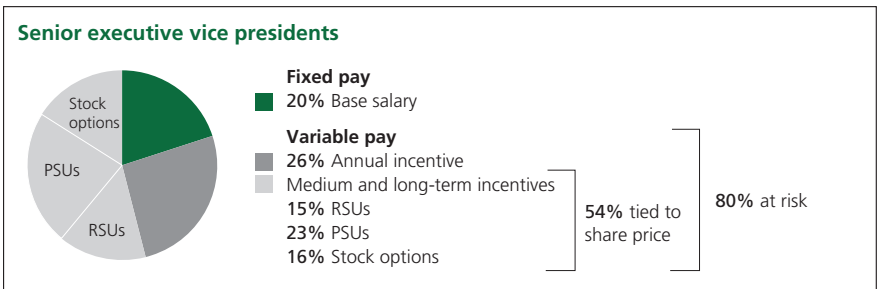 Senior executive vice presidents
Stock
options
PSUs
RSUs
Fixed pay
20% Base salary
Variable pay
26% Annual incentive
Medium and long-term incentives
15% RSUs
23% PSUs
16% Stock options
54% tied to
share price
80% at risk